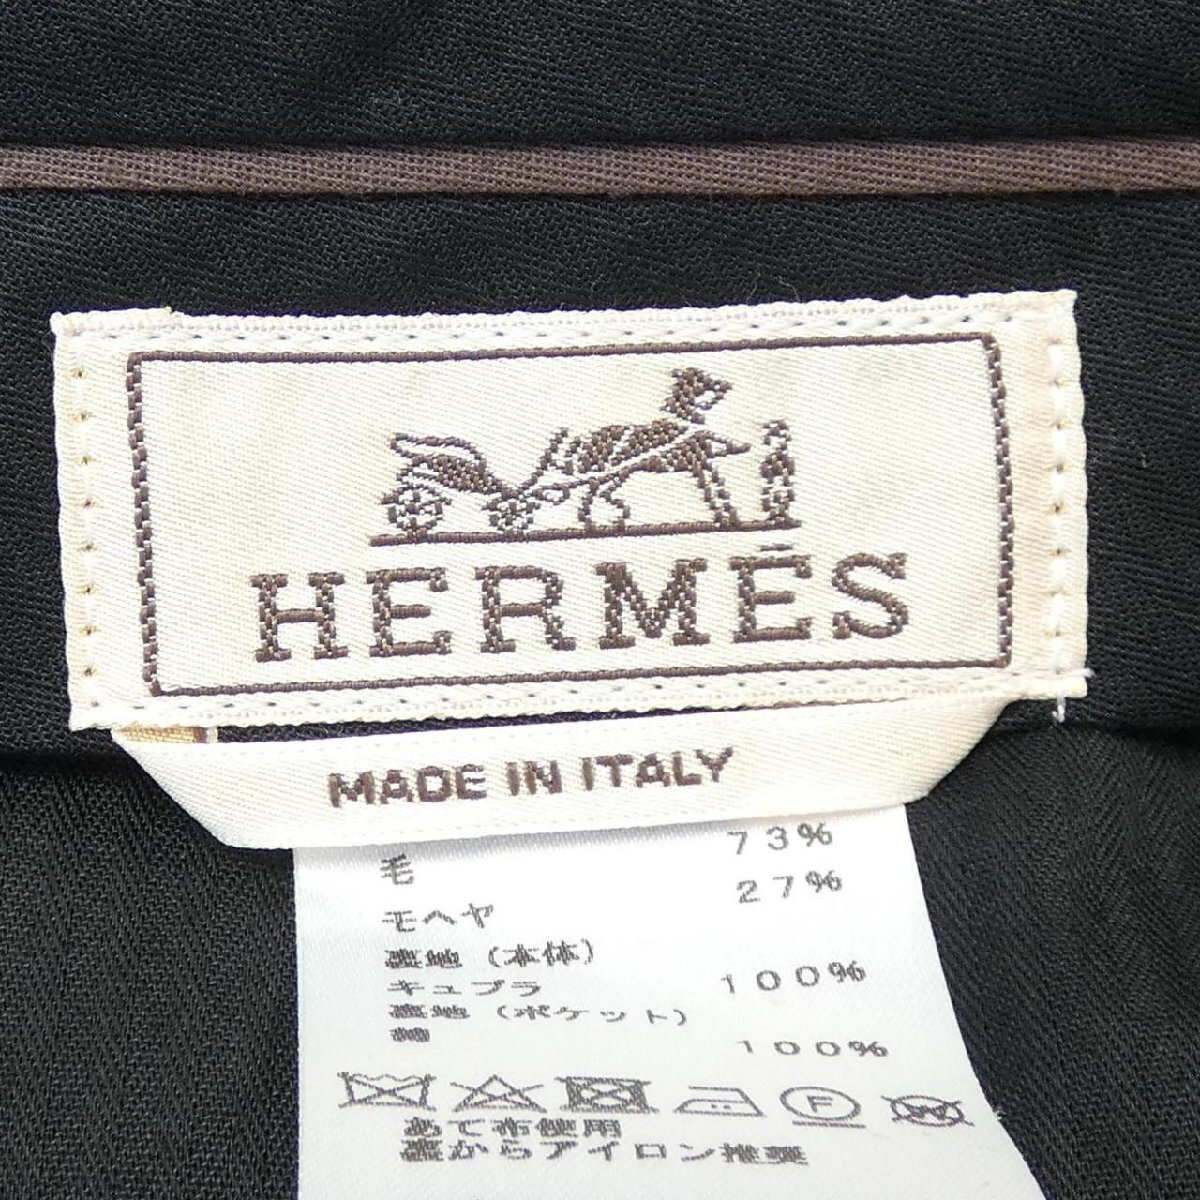 HERMÈS
MADE IN ITALY
毛 73%
モヘヤ 27%
裏地（本体）
キュプラ 100%
裏地（ポケット）
綿 100%
F
W
あて布使用
裏からアイロン推奨